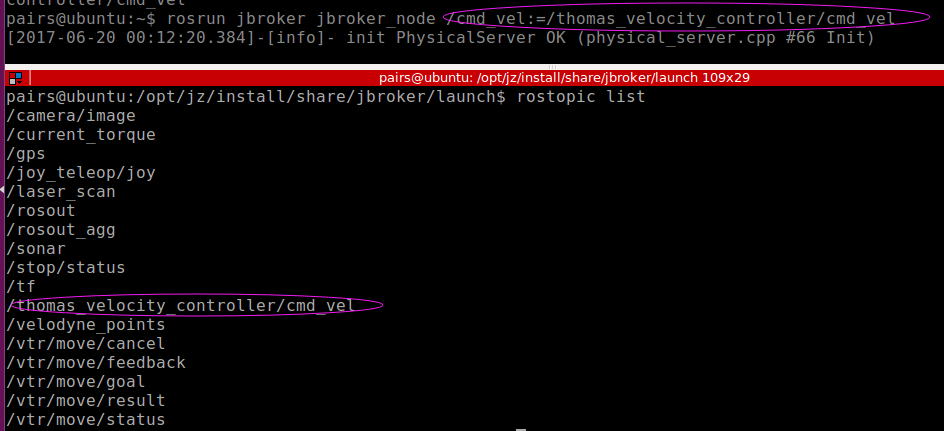 controller/cmd_vel
pairs@ubuntu:~$ rosrun jbroker jbroker_node /cmd_vel:=/thomas_velocity_controller/cmd_vel
[2017-06-20 00:12:20.384]-[info]- init PhysicalServer OK (physical_server.cpp #66 Init)
pairs@ubuntu: /opt/jz/install/share/jbroker/launch 109x29
pairs@ubuntu:/opt/jz/install/share/jbroker/launch$ rostopic list
/camera/image
/current_torque
/gps
/joy_teleop/joy
/laser_scan
/rosout
/rosout_agg
/sonar
/stop/status
/tf
/thomas_velocity_controller/cmd_vel
/velodyne_points
/vtr/move/cancel
/vtr/move/feedback
/vtr/move/goal
/vtr/move/result
/vtr/move/status